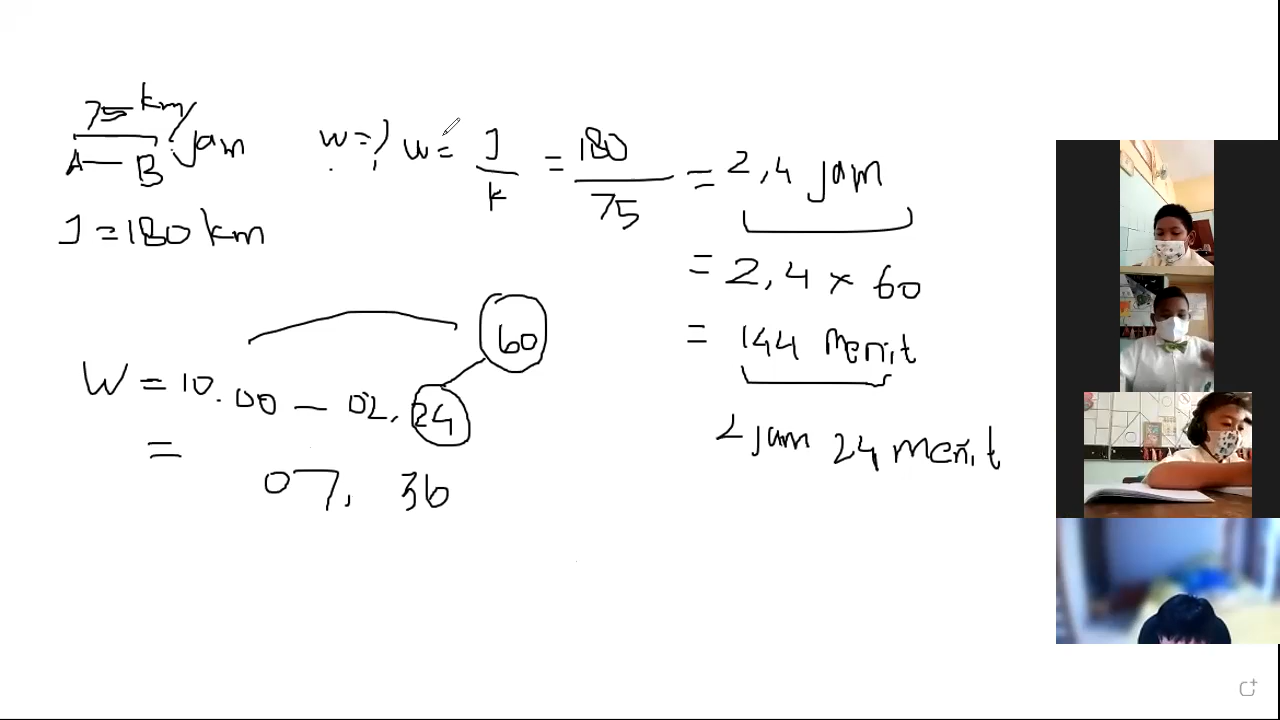 75 km/jam
A — B
J = 180 km
w = ? w = J/k = 180/75 = 2,4 jam
= 2,4 x 60
= 144 menit
2 jam 24 menit
60
W = 10.00 — 02.24
= 07.36